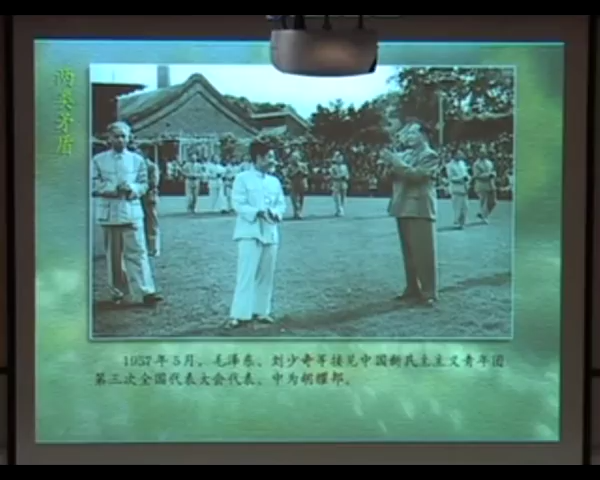 两类矛盾
1957年5月，毛泽东、刘少奇等接见中国新民主主义青年团
第三次全国代表大会代表。中为胡耀邦。